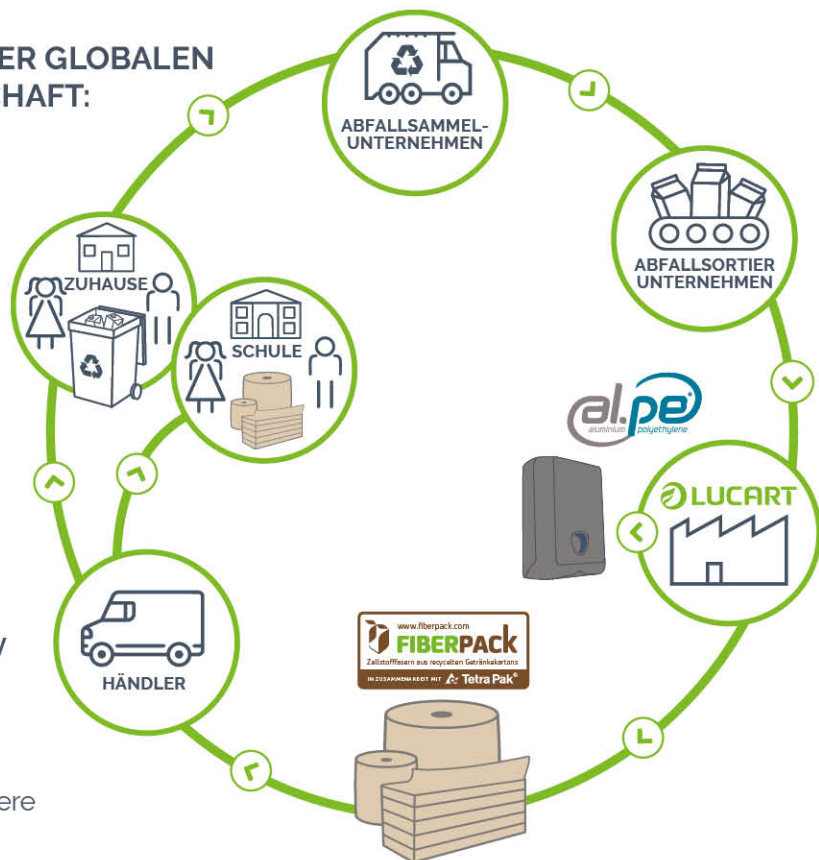 ER GLOBALEN
CHAFT:
ABFALLSAMMEL-
UNTERNEHMEN
ABFALLSORTIER
UNTERNEHMEN
ZUHAUSE
SCHULE
al.pe
aluminium polyethylene
LUCART
HÄNDLER
www.fiberpack.com
FIBERPACK
Zellstofffasern aus recycelten Getränkekartons
IN ZUSAMMENARBEIT MIT Tetra Pak®
ere